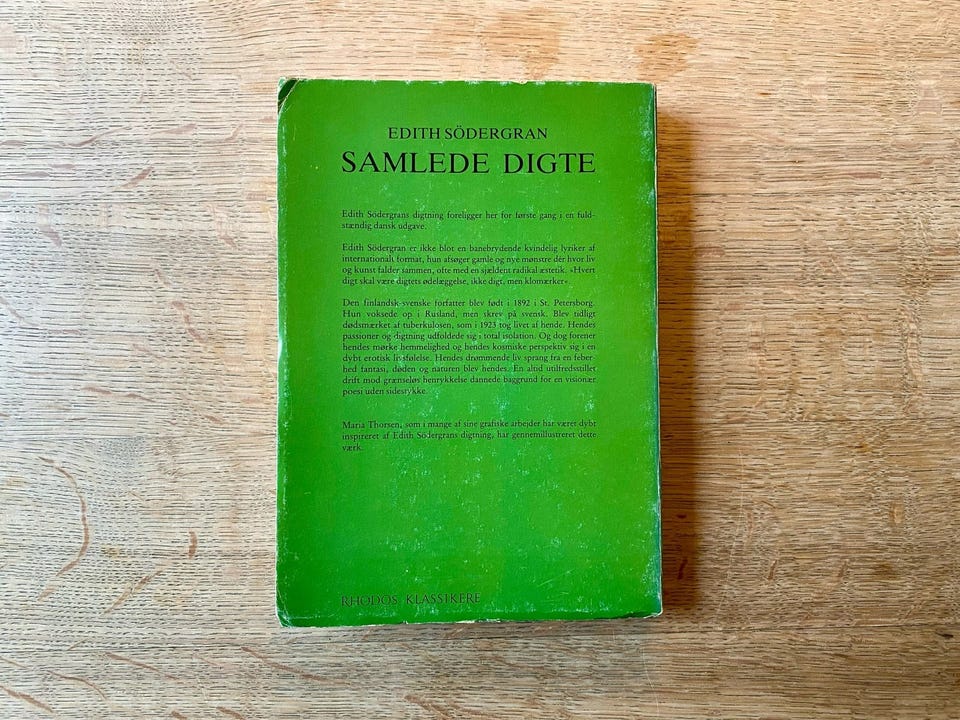 EDITH SÖDERGRAN
SAMLEDE DIGTE
Edith Södergrans digtning foreligger her for første gang i en fuld-
stændig dansk udgave.
Edith Södergran er ikke blot en banebrydende kvindelig lyriker af
internationalt format, hun afsøger gamle og nye mønstre dér hvor liv
og kunst falder sammen, ofte med en sjældent radikal æstetik. »Hvert
digt skal være digtets ødelæggelse, ikke digt, men klomærker«.
Den finlandsk-svenske forfatter blev født i 1892 i St. Petersborg.
Hun voksede op i Rusland, men skrev på svensk. Blev tidligt
dødsmærket af tuberkulosen, som i 1923 tog livet af hende. Hendes
passioner og digtning udfoldede sig i total isolation. Og dog forener
hendes mørke hemmelighed og hendes kosmiske perspektiv sig i en
dybt erotisk livsfølelse. Hendes drømmende liv sprang fra en feber-
hed fantasi, døden og naturen blev hendes. En altid utilfredsstillet
drift mod grænseløs henrykkelse dannede baggrund for en visionær
poesi uden sidestykke.
Maria Thorsen, som i mange af sine grafiske arbejder har været dybt
inspireret af Edith Södergrans digtning, har gennemillustreret dette
værk.
RHODOS KLASSIKERE